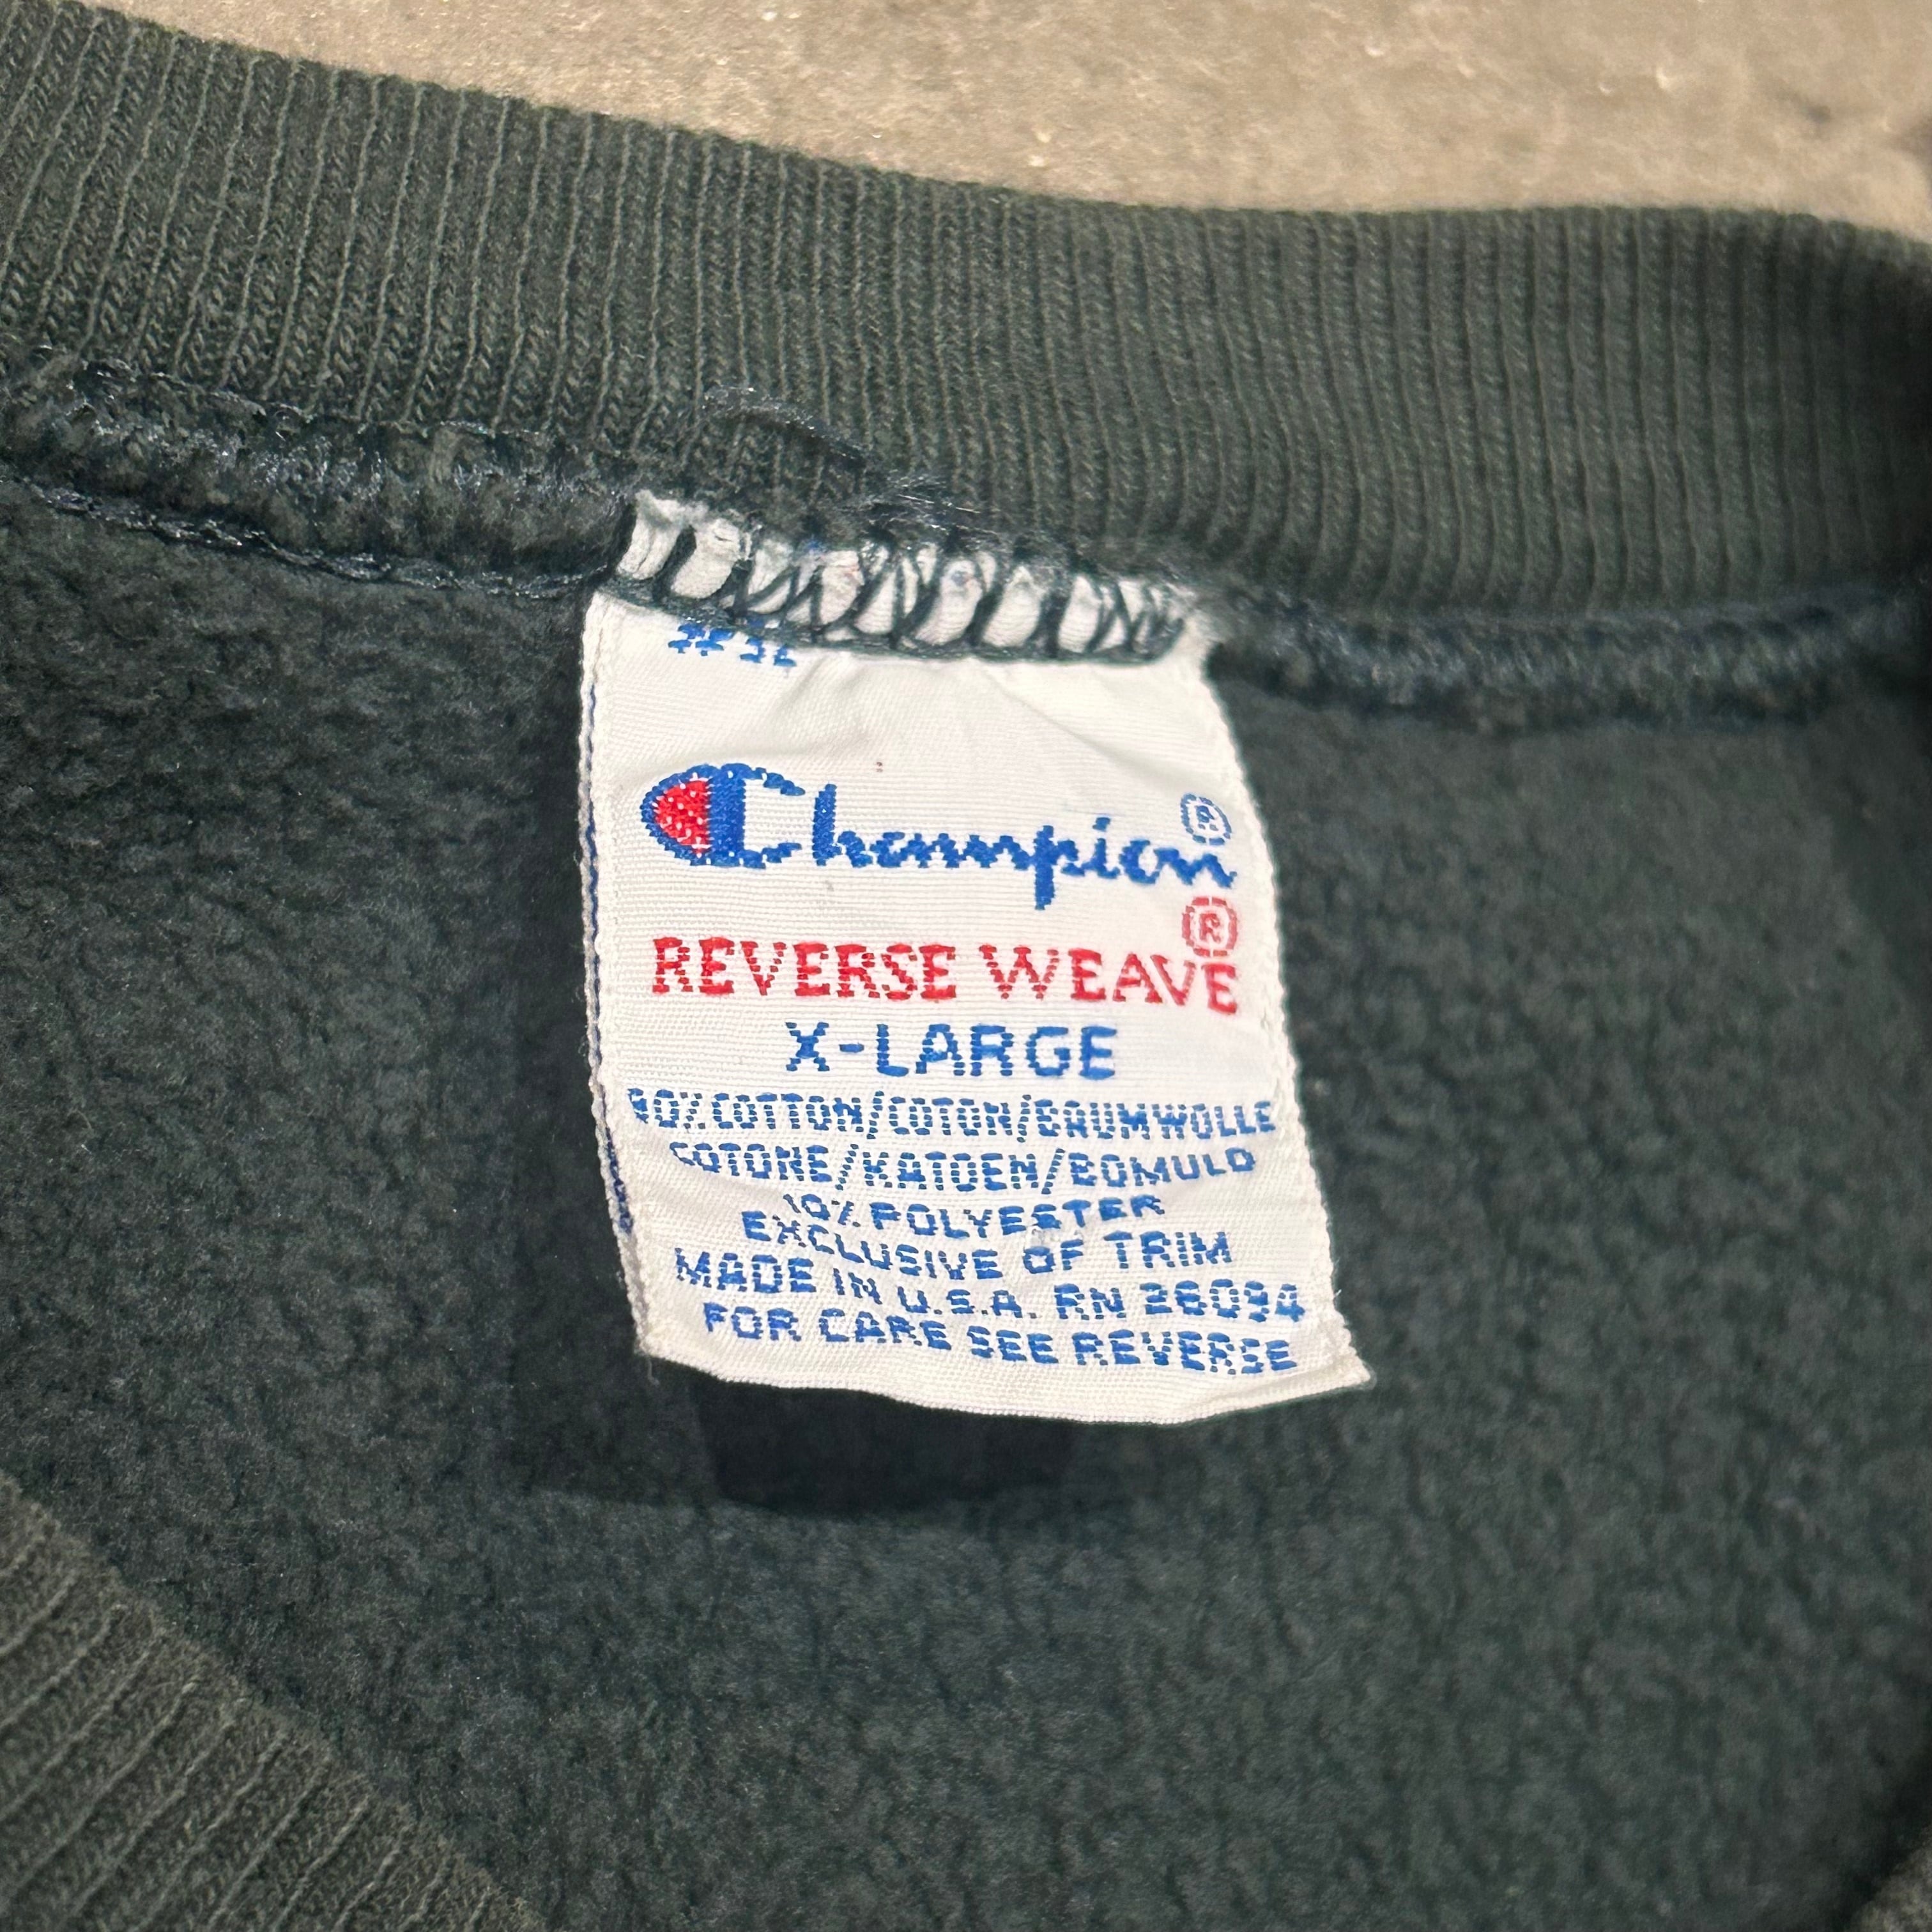 Champion®
REVERSE WEAVE®
X-LARGE
90% COTTON/COTON/BAUMWOLLE
COTONE/KATOEN/BOMULD
10% POLYESTER
EXCLUSIVE OF TRIM
MADE IN U.S.A. RN 26094
FOR CARE SEE REVERSE